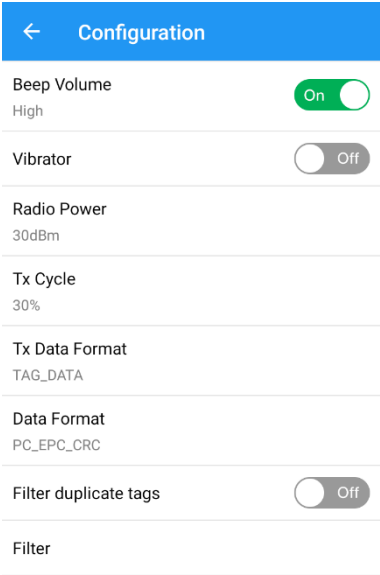 Configuration
Beep Volume
On
High
Vibrator
Off
Radio Power
30dBm
Tx Cycle
30%
Tx Data Format
TAG_DATA
Data Format
PC_EPC_CRC
Filter duplicate tags
Off
Filter